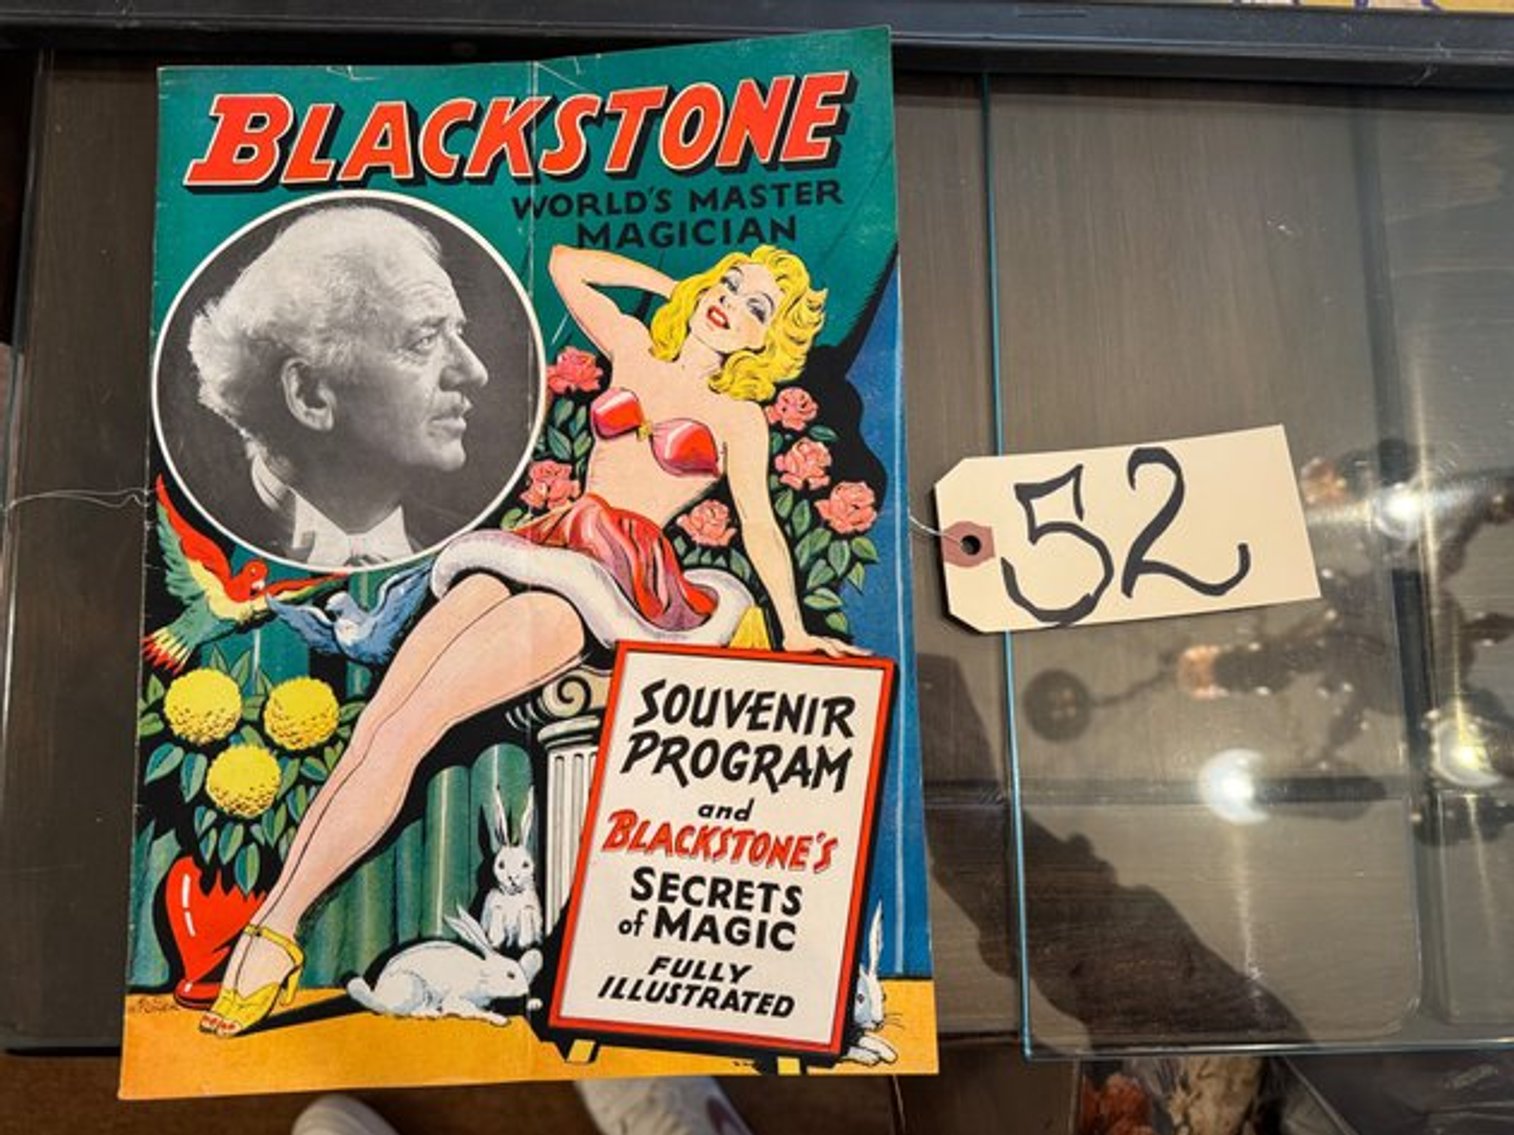 BLACKSTONE
WORLD'S MASTER
MAGICIAN
SOUVENIR
PROGRAM
and
BLACKSTONE'S
SECRETS
of MAGIC
FULLY
ILLUSTRATED
52